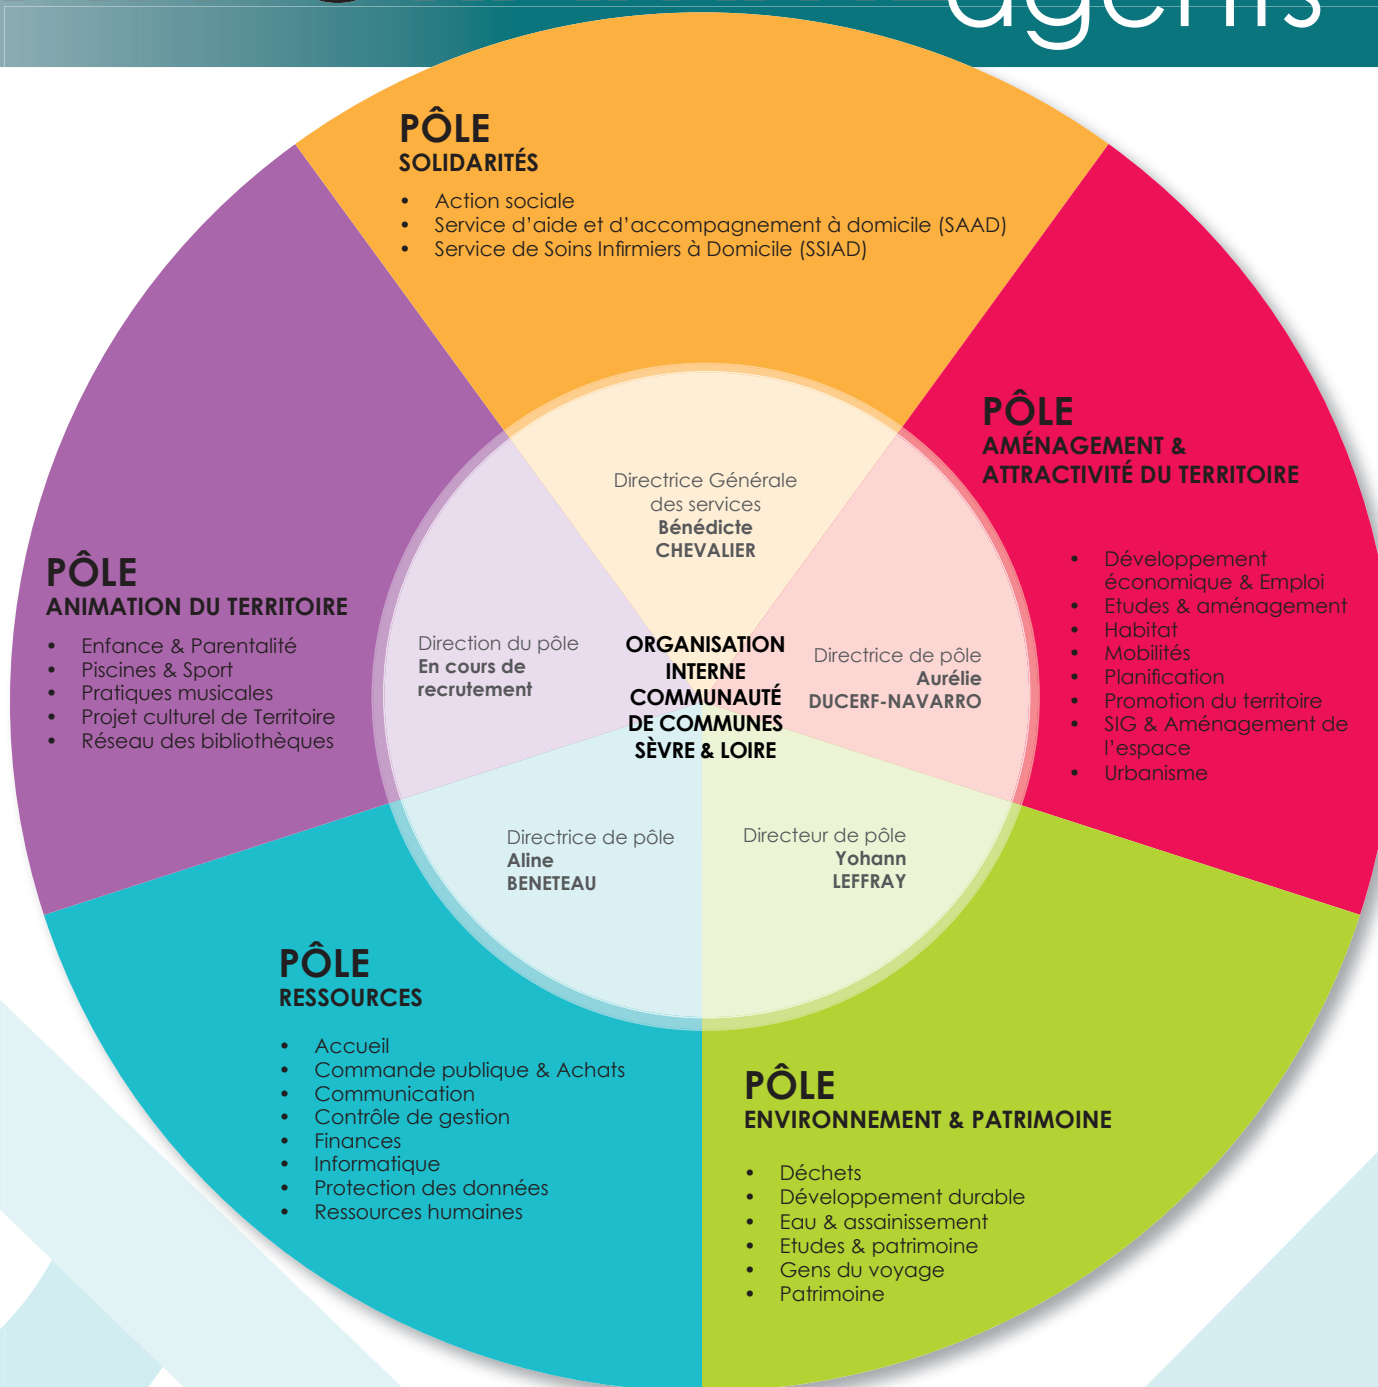 agents
PÔLE
SOLIDARITÉS
• Action sociale
• Service d'aide et d'accompagnement à domicile (SAAD)
• Service de Soins Infirmiers à Domicile (SSIAD)
PÔLE
AMÉNAGEMENT &
ATTRACTIVITÉ DU TERRITOIRE
• Développement
économique & Emploi
• Etudes & aménagement
• Habitat
• Mobilités
• Planification
• Promotion du territoire
• SIG & Aménagement de
l'espace
• Urbanisme
PÔLE
ANIMATION DU TERRITOIRE
• Enfance & Parentalité
• Piscines & Sport
• Pratiques musicales
• Projet culturel de Territoire
• Réseau des bibliothèques
Directrice Générale
des services
Bénédicte
CHEVALIER
Direction du pôle
En cours de
recrutement
ORGANISATION
INTERNE
COMMUNAUTÉ
DE COMMUNES
SÈVRE & LOIRE
Directrice de pôle
Aurélie
DUCERF-NAVARRO
Directrice de pôle
Aline
BENETEAU
Directeur de pôle
Yohann
LEFFRAY
PÔLE
RESSOURCES
• Accueil
• Commande publique & Achats
• Communication
• Contrôle de gestion
• Finances
• Informatique
• Protection des données
• Ressources humaines
PÔLE
ENVIRONNEMENT & PATRIMOINE
• Déchets
• Développement durable
• Eau & assainissement
• Etudes & patrimoine
• Gens du voyage
• Patrimoine